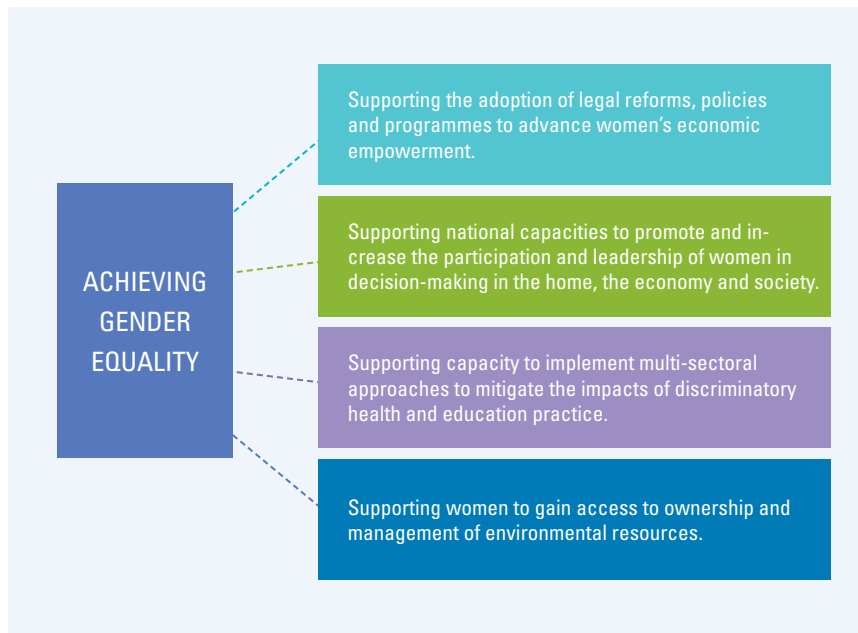 ACHIEVING
GENDER
EQUALITY
Supporting the adoption of legal reforms, policies
and programmes to advance women's economic
empowerment.
Supporting national capacities to promote and in-
crease the participation and leadership of women in
decision-making in the home, the economy and society.
Supporting capacity to implement multi-sectoral
approaches to mitigate the impacts of discriminatory
health and education practice.
Supporting women to gain access to ownership and
management of environmental resources.